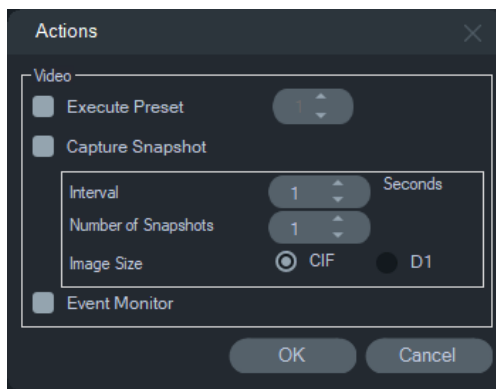 Actions
Video
Execute Preset 1
Capture Snapshot
Interval 1 Seconds
Number of Snapshots 1
Image Size CIF D1
Event Monitor
OK Cancel